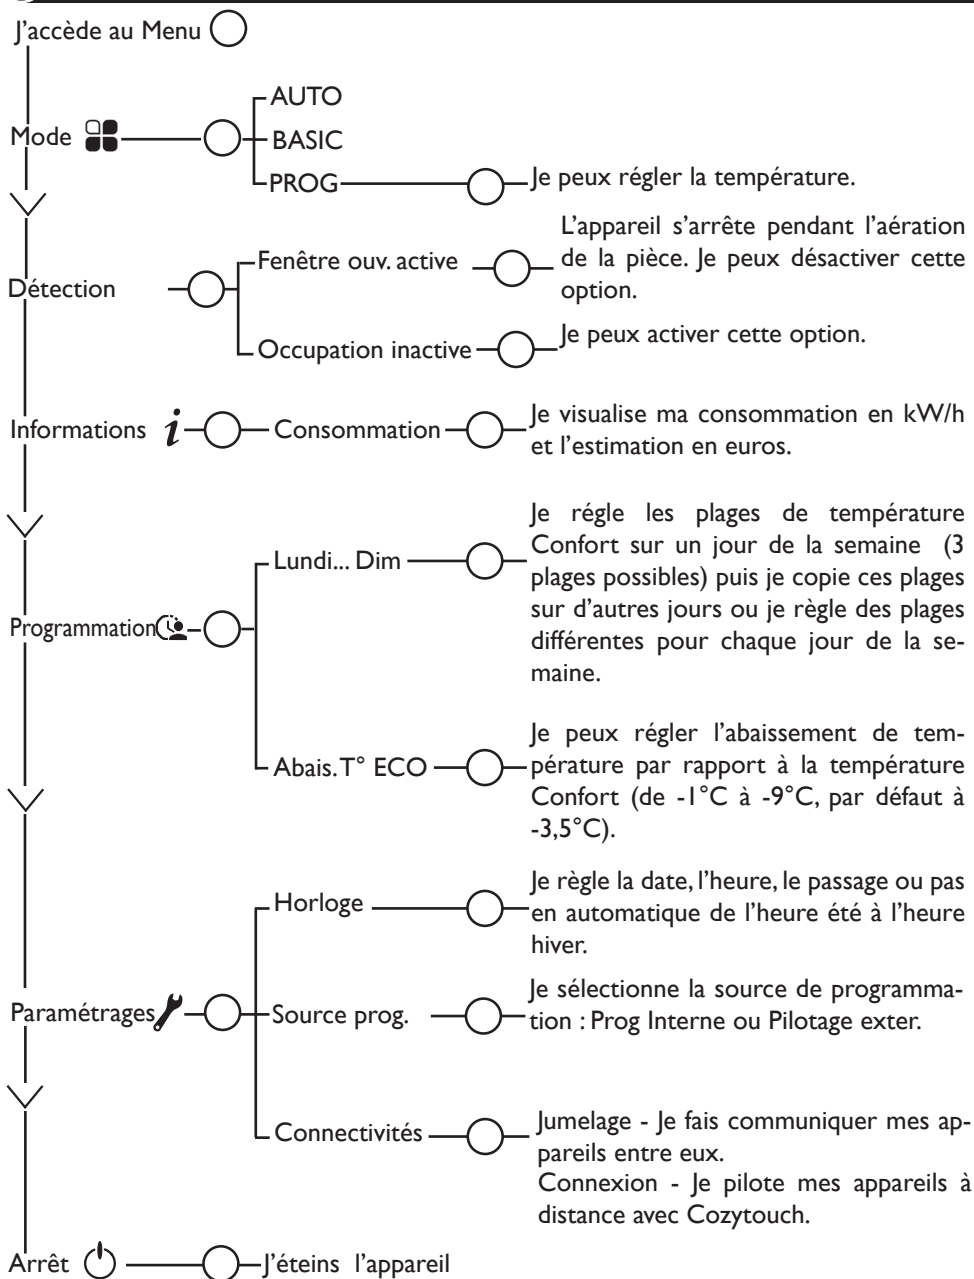 J'accède au Menu
Mode
AUTO
BASIC
PROG
Je peux régler la température.
Détection
Fenêtre ouv. active
L'appareil s'arrête pendant l'aération
de la pièce. Je peux désactiver cette
option.
Occupation inactive
Je peux activer cette option.
Informations
Consommation
Je visualise ma consommation en kW/h
et l'estimation en euros.
Programmation
Lundi... Dim
Je régle les plages de température
Confort sur un jour de la semaine (3
plages possibles) puis je copie ces plages
sur d'autres jours ou je règle des plages
différentes pour chaque jour de la se-
maine.
Abais.T° ECO
Je peux régler l'abaissement de tem-
pérature par rapport à la température
Confort (de -1°C à -9°C, par défaut à
-3,5°C).
Paramétrages
Horloge
Je règle la date, l'heure, le passage ou pas
en automatique de l'heure été à l'heure
hiver.
Source prog.
Je sélectionne la source de programma-
tion : Prog Interne ou Pilotage exter.
Connectivités
Jumelage - Je fais communiquer mes ap-
pareils entre eux.
Connexion - Je pilote mes appareils à
distance avec Cozytouch.
Arrêt
J'éteins l'appareil